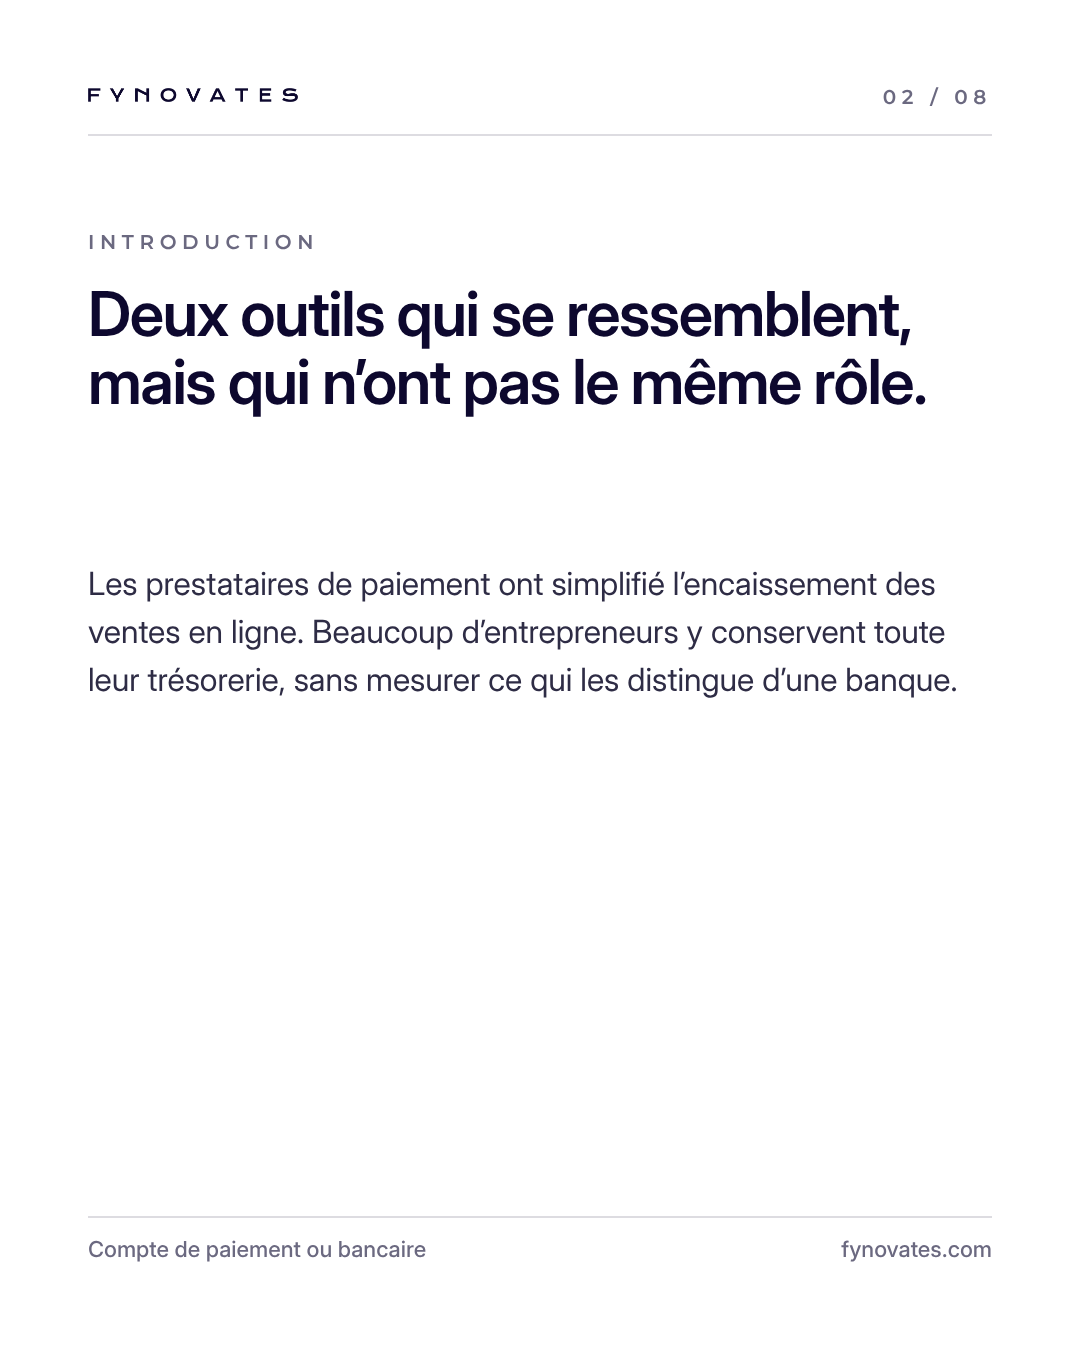 FYNOVATES
02 / 08
INTRODUCTION
Deux outils qui se ressemblent,
mais qui n’ont pas le même rôle.
Les prestataires de paiement ont simplifié l’encaissement des
ventes en ligne. Beaucoup d’entrepreneurs y conservent toute
leur trésorerie, sans mesurer ce qui les distingue d’une banque.
Compte de paiement ou bancaire
fynovates.com